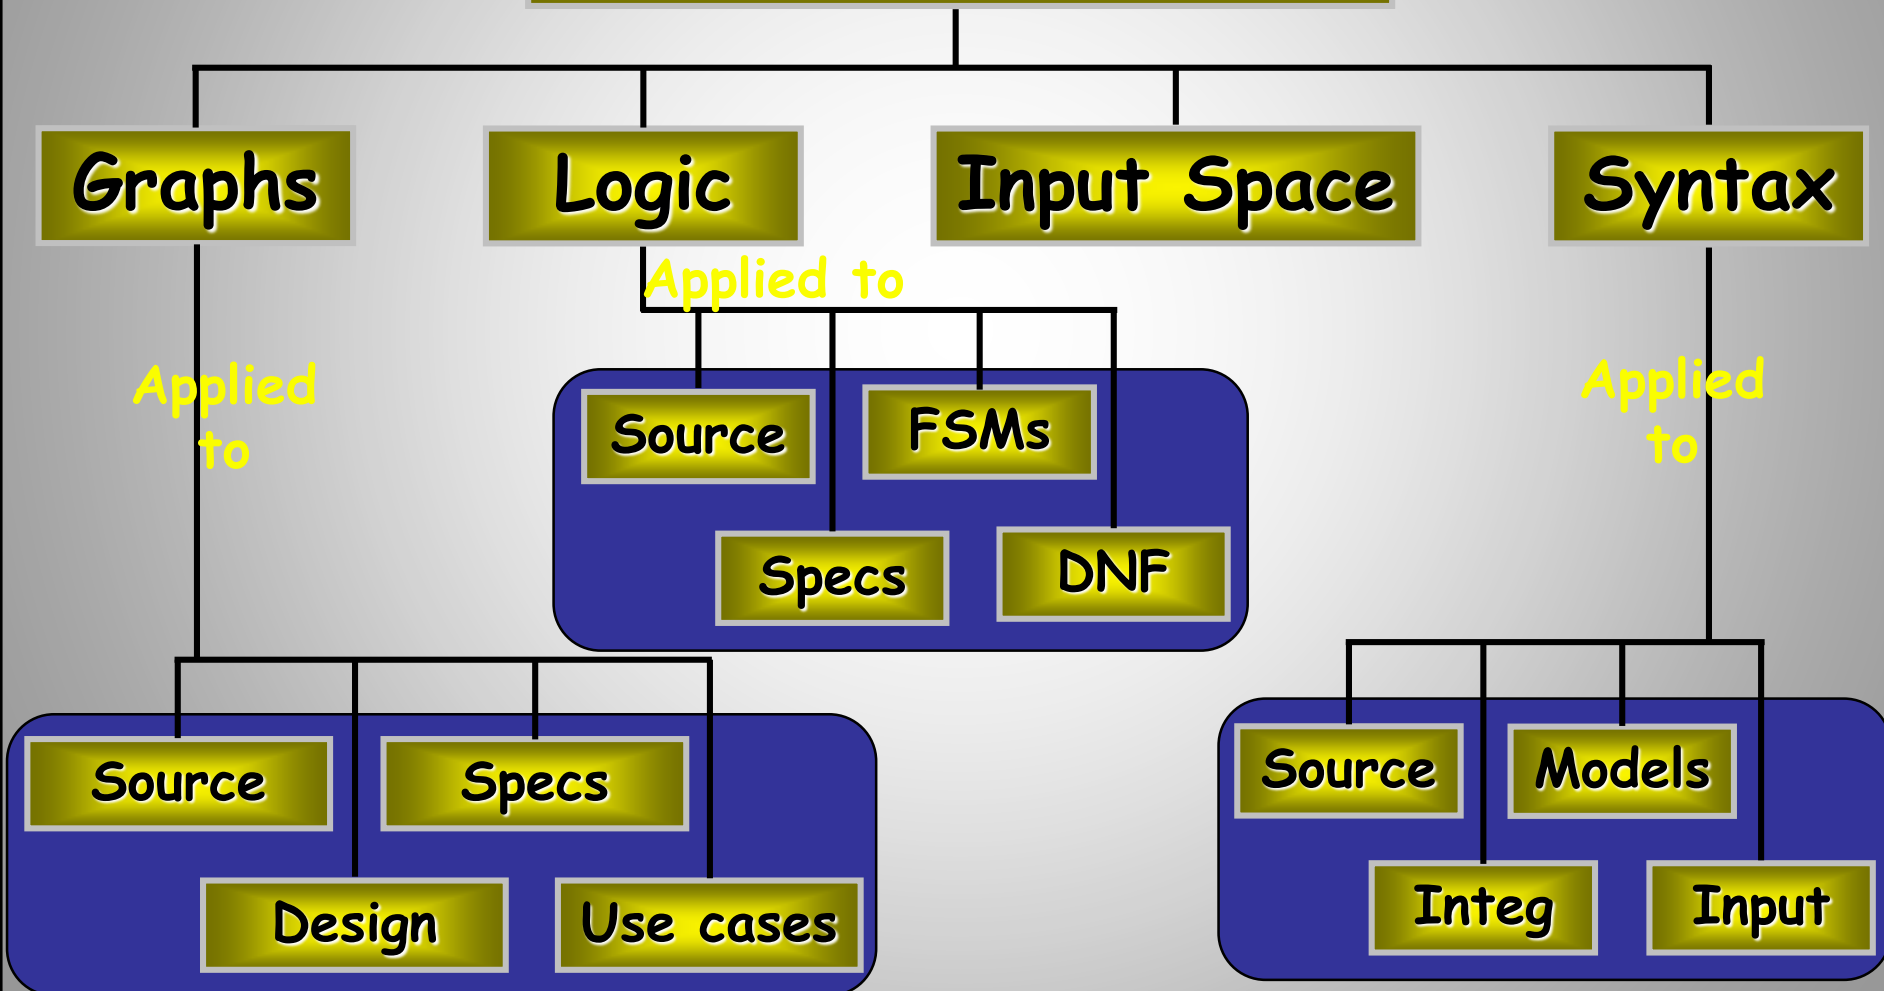 Graphs
Logic
Input Space
Syntax
Applied to
Applied
to
Applied
to
Source
FSMs
Specs
DNF
Source
Specs
Design
Use cases
Source
Models
Integ
Input